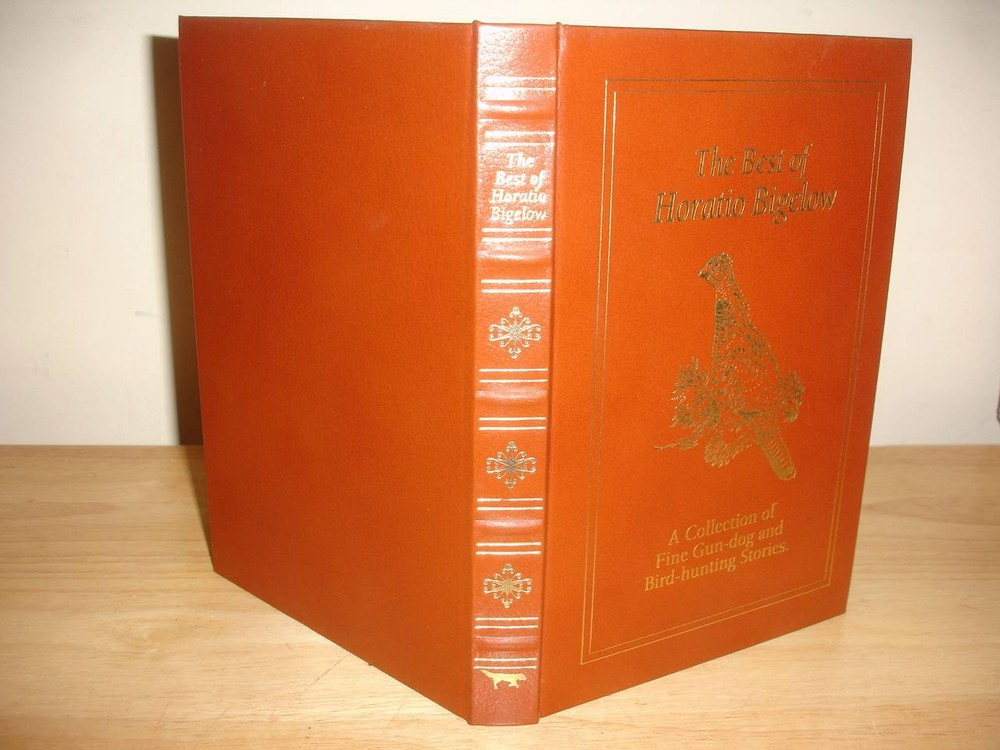 The
Best of
Horatio
Bigelow
The Best of
Horatio Bigelow
A Collection of
Fine Gun-dog and
Bird-hunting Stories.